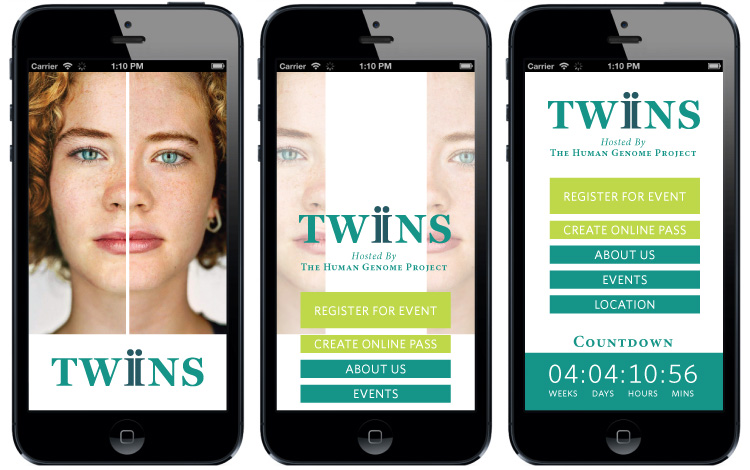 Carrier 1:10 PM
TWiiNS
Carrier 1:10 PM
TWiiNS
Hosted By
The Human Genome Project
REGISTER FOR EVENT
CREATE ONLINE PASS
ABOUT US
EVENTS
Carrier 1:10 PM
TWiiNS
Hosted By
The Human Genome Project
REGISTER FOR EVENT
CREATE ONLINE PASS
ABOUT US
EVENTS
LOCATION
Countdown
04:04:10:56
WEEKS DAYS HOURS MINS